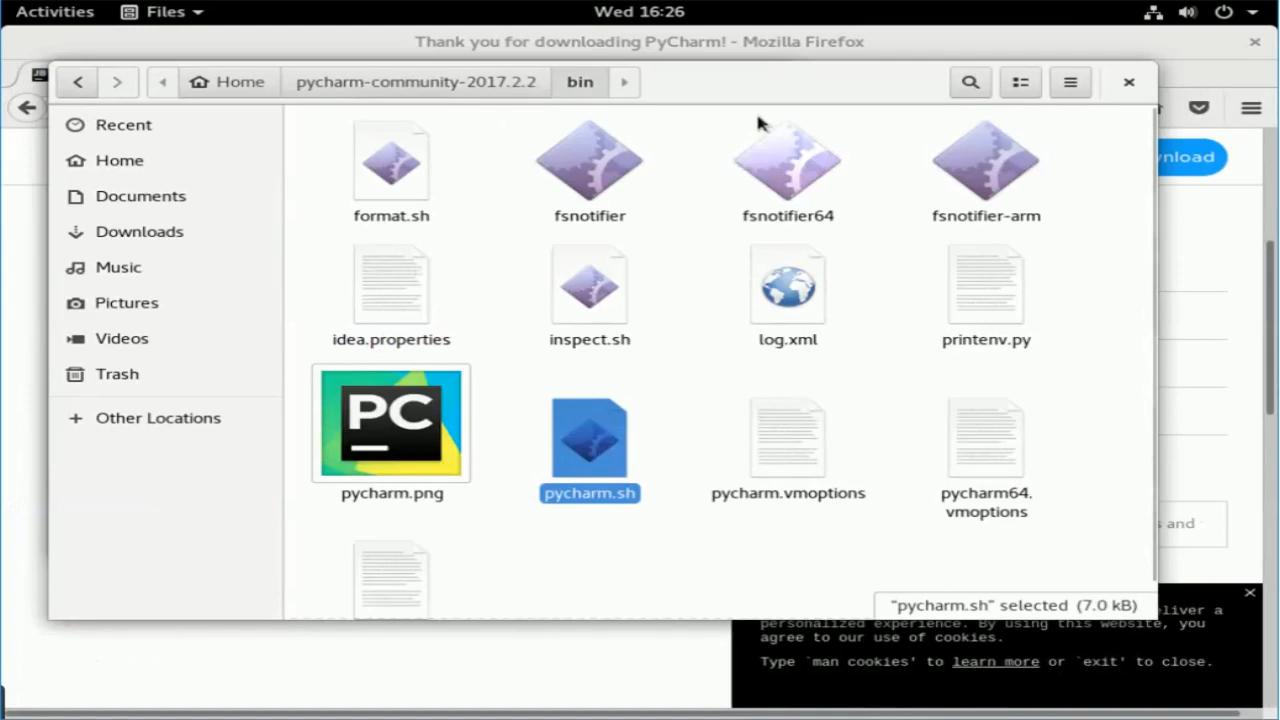 Activities Files Wed 16:26
Thank you for downloading PyCharm! - Mozilla Firefox
Home pycharm-community-2017.2.2 bin
Recent
Home
Documents
Downloads
Music
Pictures
Videos
Trash
Other Locations
format.sh fsnotifier fsnotifier64 fsnotifier-arm
idea.properties inspect.sh log.xml printenv.py
PC
pycharm.png pycharm.sh pycharm.vmoptions pycharm64.
vmoptions
"pycharm.sh" selected (7.0 kB)
nload
s and
eliver a
personalized experience. By using this website, you
agree to our use of cookies.
Type `man cookies' to learn more or `exit' to close.